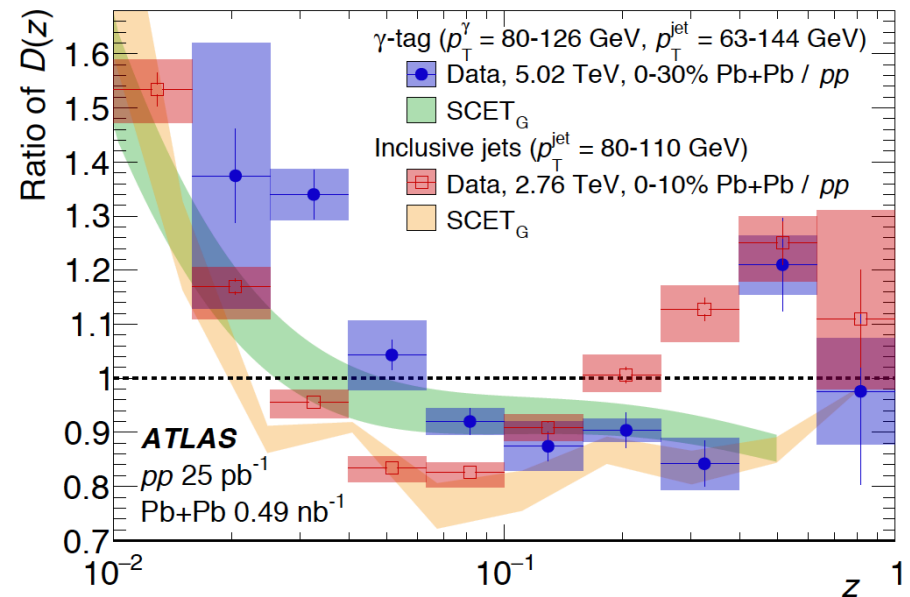 γ-tag (p_T^γ = 80-126 GeV, p_T^jet = 63-144 GeV)
Data, 5.02 TeV, 0-30% Pb+Pb / pp
SCET_G
Inclusive jets (p_T^jet = 80-110 GeV)
Data, 2.76 TeV, 0-10% Pb+Pb / pp
SCET_G
Ratio of D(z)
1.6
1.5
1.4
1.3
1.2
1.1
1
0.9
0.8
0.7
ATLAS
pp 25 pb⁻¹
Pb+Pb 0.49 nb⁻¹
10⁻² 10⁻¹ 1
z